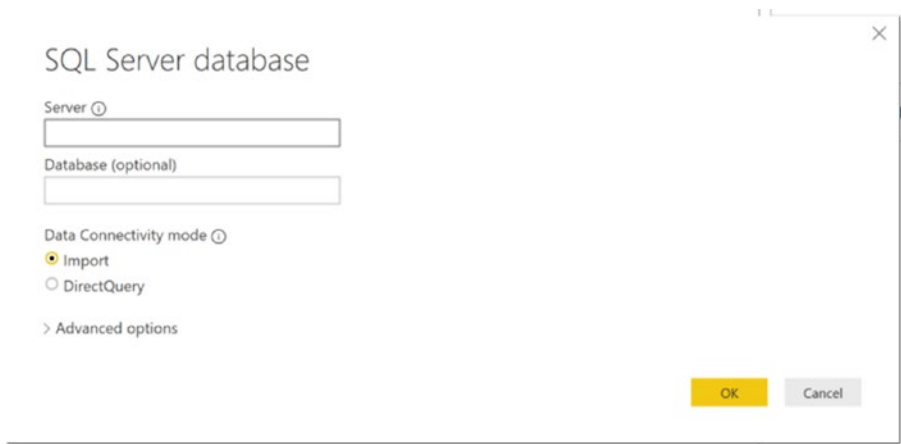 SQL Server database
Server
Database (optional)
Data Connectivity mode
Import
DirectQuery
Advanced options
OK
Cancel